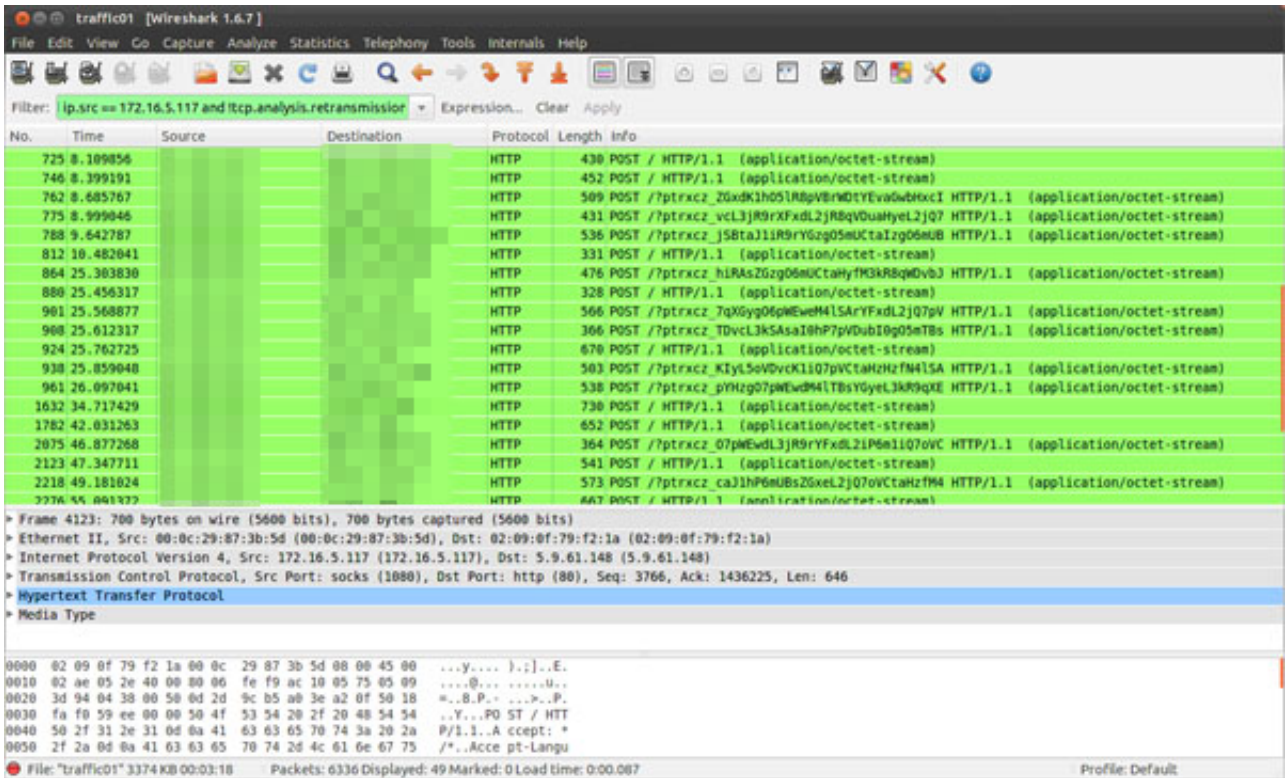 traffic01 [Wireshark 1.6.7]
File Edit View Go Capture Analyze Statistics Telephony Tools Internals Help
Filter: ip.src == 172.16.5.117 and !tcp.analysis.retransmission Expression... Clear Apply
No. Time Source Destination Protocol Length Info
725 8.109856 HTTP 430 POST / HTTP/1.1 (application/octet-stream)
746 8.399191 HTTP 452 POST / HTTP/1.1 (application/octet-stream)
762 8.685767 HTTP 509 POST HTTP/1.1 (application/octet-stream)
775 8.999046 HTTP 431 POST HTTP/1.1 (application/octet-stream)
788 9.642787 HTTP 536 POST HTTP/1.1 (application/octet-stream)
812 10.482041 HTTP 331 POST / HTTP/1.1 (application/octet-stream)
864 25.303830 HTTP 476 POST HTTP/1.1 (application/octet-stream)
880 25.456317 HTTP 328 POST / HTTP/1.1 (application/octet-stream)
901 25.568877 HTTP 566 POST HTTP/1.1 (application/octet-stream)
908 25.612317 HTTP 366 POST HTTP/1.1 (application/octet-stream)
924 25.762725 HTTP 670 POST / HTTP/1.1 (application/octet-stream)
938 25.859048 HTTP 503 POST HTTP/1.1 (application/octet-stream)
961 26.097041 HTTP 538 POST HTTP/1.1 (application/octet-stream)
1632 34.717429 HTTP 730 POST / HTTP/1.1 (application/octet-stream)
1782 42.031263 HTTP 652 POST / HTTP/1.1 (application/octet-stream)
2075 46.877268 HTTP 364 POST HTTP/1.1 (application/octet-stream)
2123 47.347711 HTTP 541 POST / HTTP/1.1 (application/octet-stream)
2218 49.181024 HTTP 573 POST HTTP/1.1 (application/octet-stream)
2276 55.091372 HTTP 667 POST / HTTP/1.1 (application/octet-stream)
Frame 4123: 700 bytes on wire (5600 bits), 700 bytes captured (5600 bits)
Ethernet II, Src: 00:0c:29:87:3b:5d (00:0c:29:87:3b:5d), Dst: 02:09:0f:79:f2:1a (02:09:0f:79:f2:1a)
Internet Protocol Version 4, Src: 172.16.5.117 (172.16.5.117), Dst: 5.9.61.148 (5.9.61.148)
Transmission Control Protocol, Src Port: socks (1080), Dst Port: http (80), Seq: 3766, Ack: 1436225, Len: 646
Hypertext Transfer Protocol
Media Type
0000 02 09 0f 79 f2 1a 00 0c 29 87 3b 5d 08 00 45 00 ...y.... ).;]..E.
0010 02 ae 05 2e 40 00 80 06 fe f9 ac 10 05 75 05 09 ....@... .....u..
0020 3d 94 04 38 00 50 0d 2d 9c b5 a0 3e a2 0f 50 18 =..8.P.- ...>..P.
0030 fa f0 59 ee 00 00 50 4f 53 54 20 2f 20 48 54 54 ..Y...PO ST / HTT
0040 50 2f 31 2e 31 0d 0a 41 63 63 65 70 74 3a 20 2a P/1.1..A ccept: *
0050 2f 2a 0d 0a 41 63 63 65 70 74 2d 4c 61 6e 67 75 /*..Acce pt-Langu
File: "traffic01" 3374 KB 00:03:18 Packets: 6336 Displayed: 49 Marked: 0 Load time: 0:00.087 Profile: Default